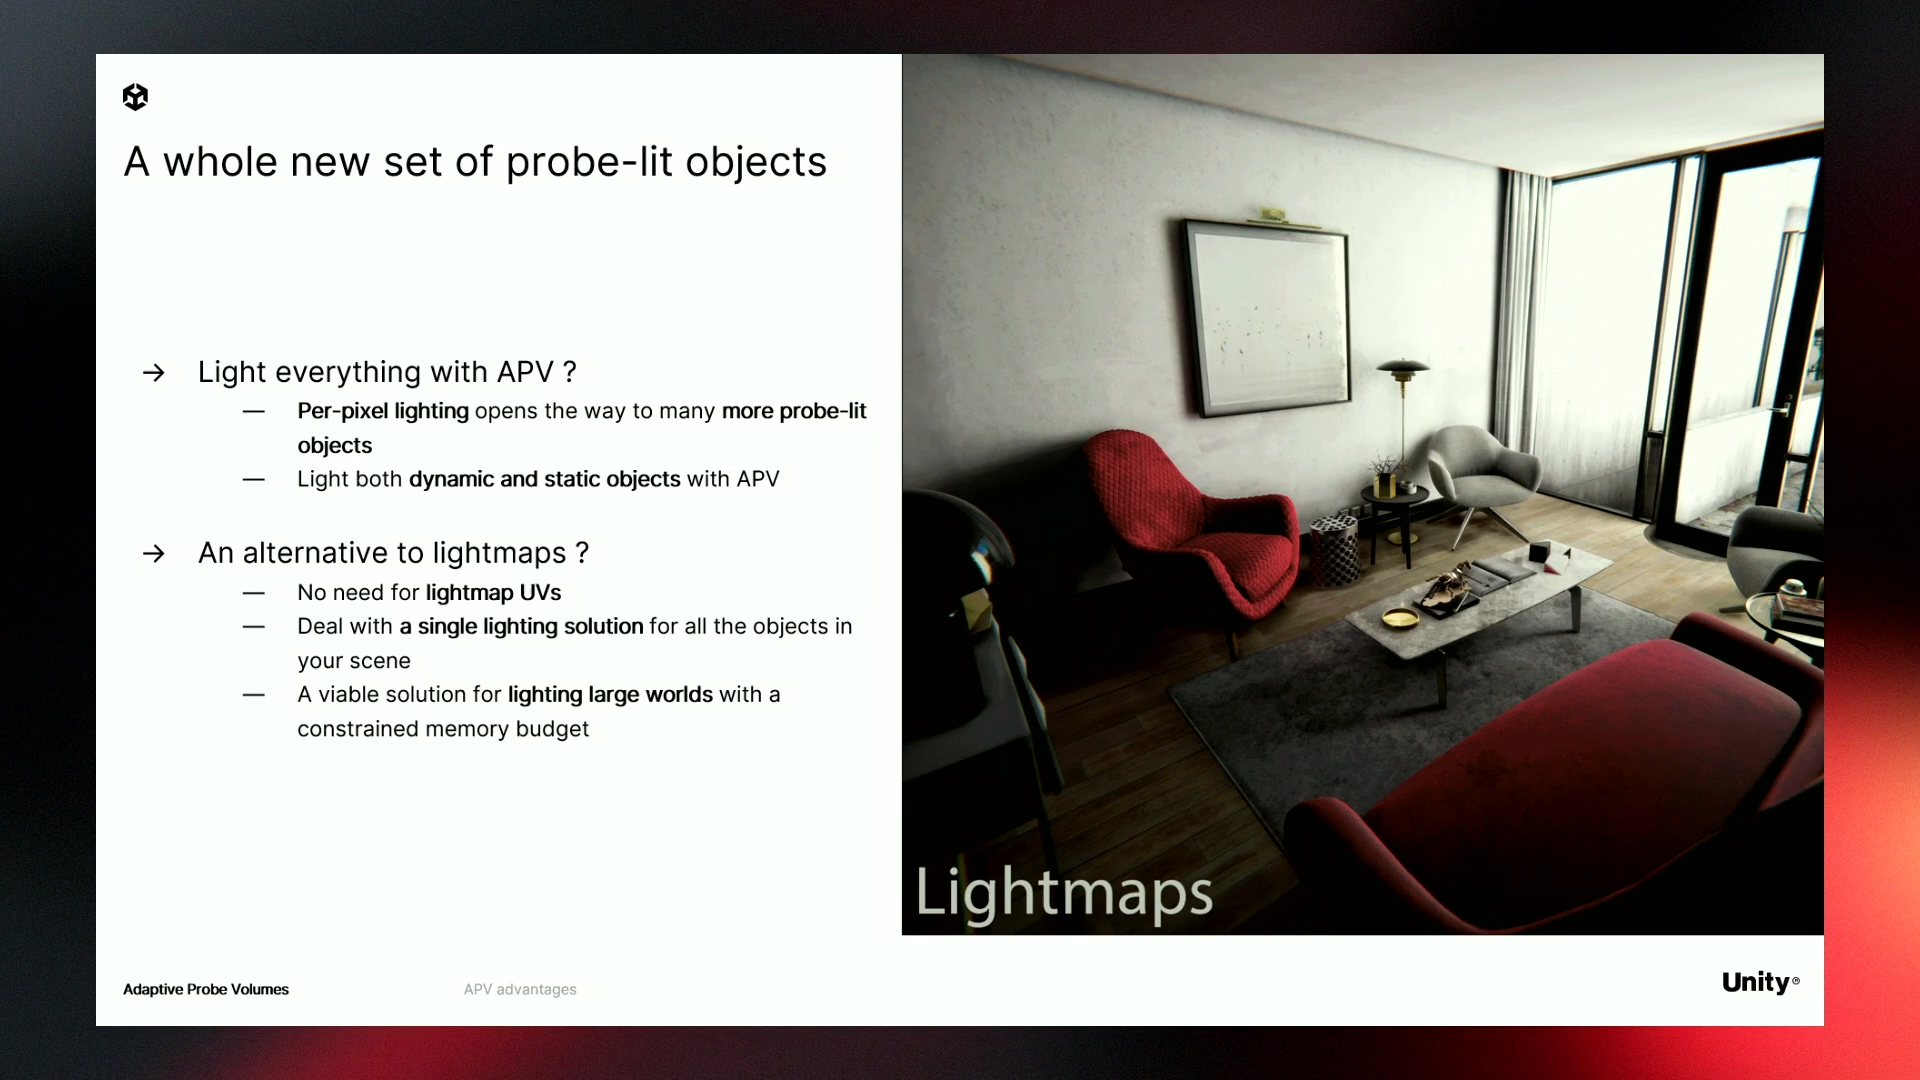 A whole new set of probe-lit objects
→ Light everything with APV ?
— Per-pixel lighting opens the way to many more probe-lit
objects
— Light both dynamic and static objects with APV
→ An alternative to lightmaps ?
— No need for lightmap UVs
— Deal with a single lighting solution for all the objects in
your scene
— A viable solution for lighting large worlds with a
constrained memory budget
Lightmaps
Adaptive Probe Volumes
APV advantages
Unity®